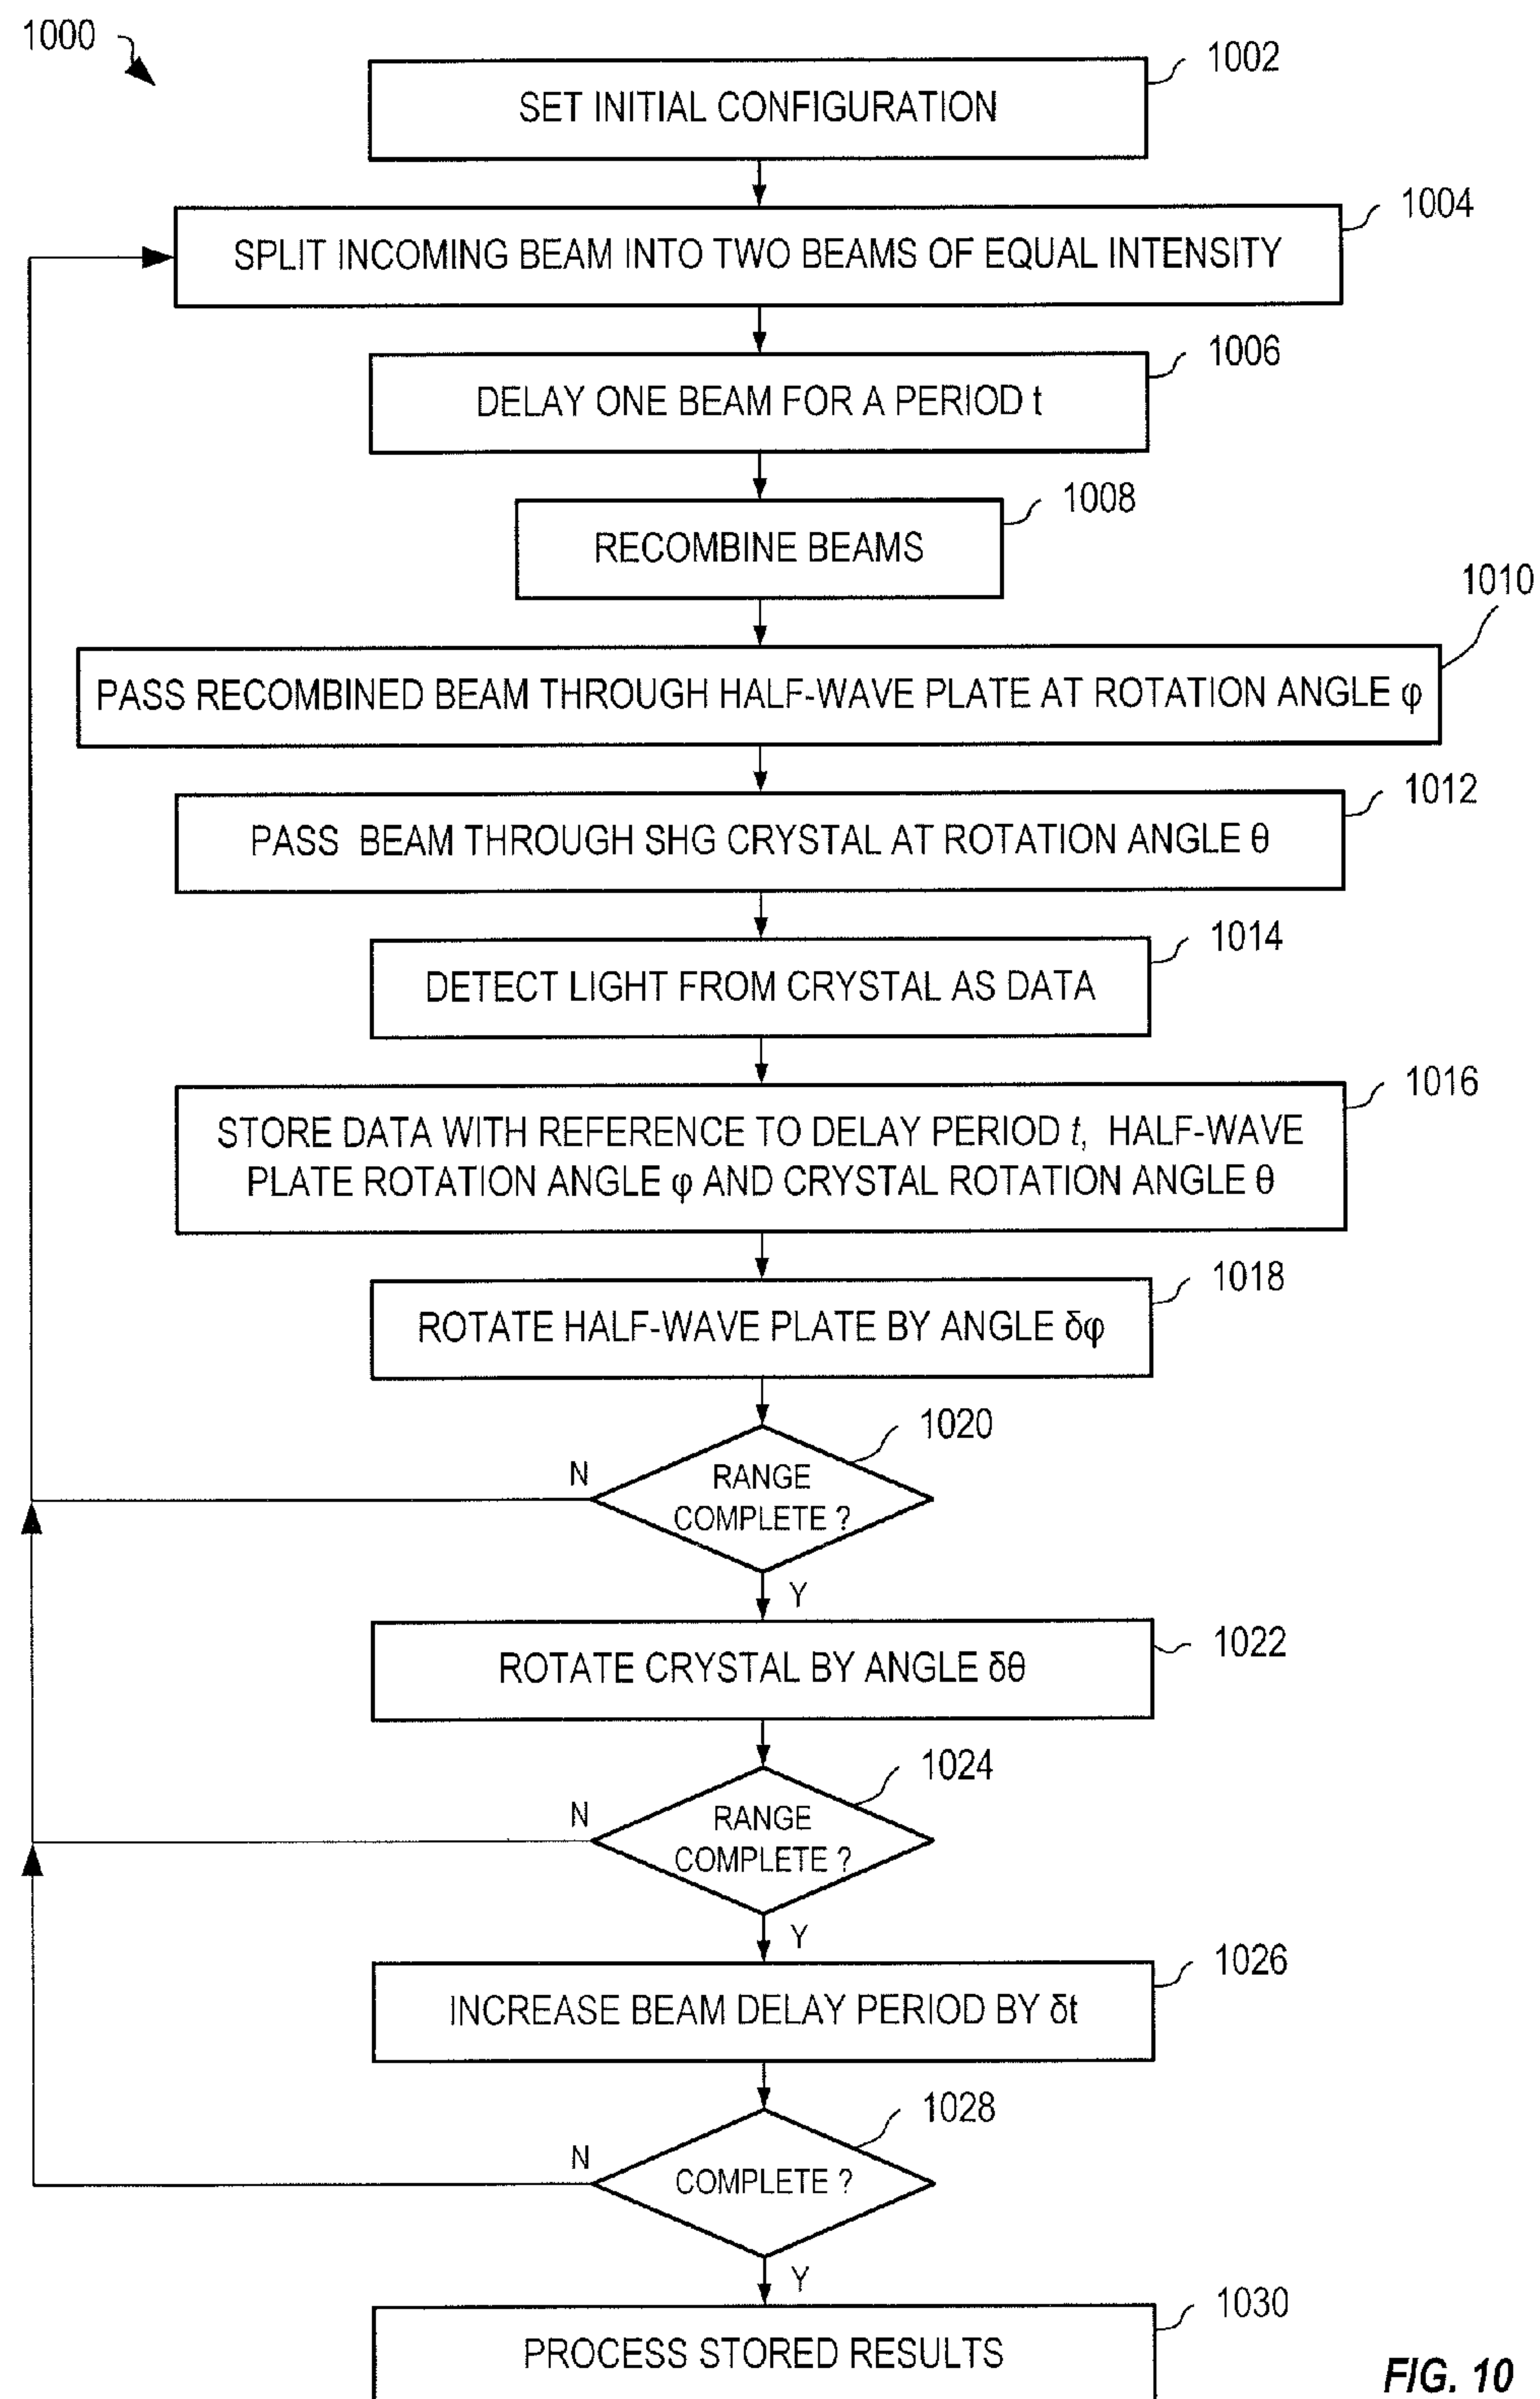 1000
1002
SET INITIAL CONFIGURATION
1004
SPLIT INCOMING BEAM INTO TWO BEAMS OF EQUAL INTENSITY
1006
DELAY ONE BEAM FOR A PERIOD t
1008
RECOMBINE BEAMS
1010
PASS RECOMBINED BEAM THROUGH HALF-WAVE PLATE AT ROTATION ANGLE φ
1012
PASS BEAM THROUGH SHG CRYSTAL AT ROTATION ANGLE θ
1014
DETECT LIGHT FROM CRYSTAL AS DATA
1016
STORE DATA WITH REFERENCE TO DELAY PERIOD t, HALF-WAVE
PLATE ROTATION ANGLE φ AND CRYSTAL ROTATION ANGLE θ
1018
ROTATE HALF-WAVE PLATE BY ANGLE δφ
1020
N
RANGE
COMPLETE ?
Y
1022
ROTATE CRYSTAL BY ANGLE δθ
1024
N
RANGE
COMPLETE ?
Y
1026
INCREASE BEAM DELAY PERIOD BY δt
1028
N
COMPLETE ?
Y
1030
PROCESS STORED RESULTS
FIG. 10